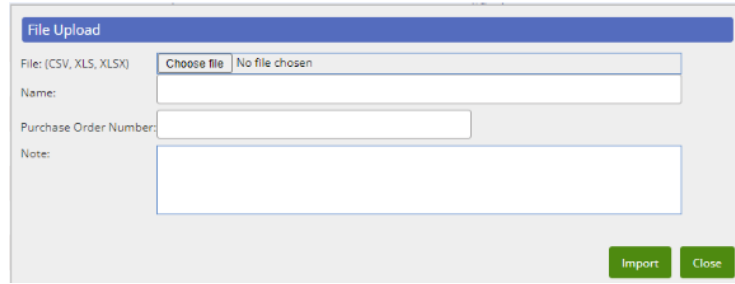 File Upload
File: (CSV, XLS, XLSX) Choose file No file chosen
Name:
Purchase Order Number:
Note:
Import Close